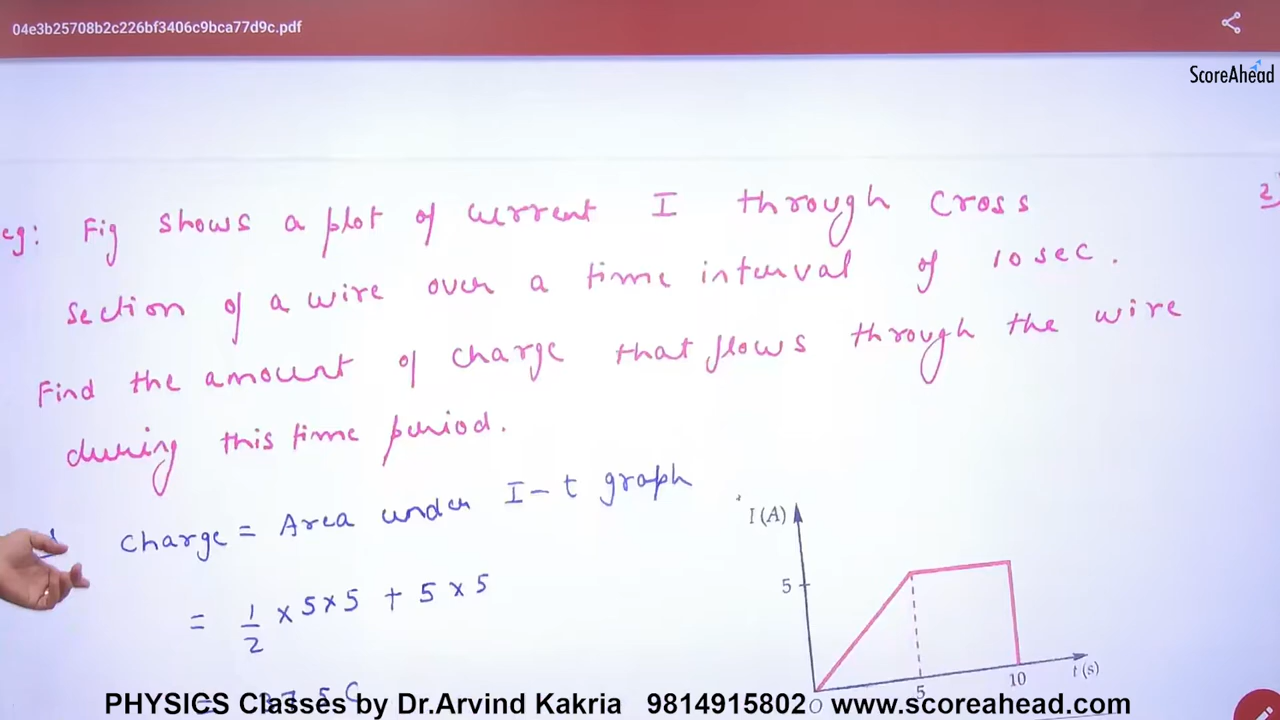 04e3b25708b2c226bf3406c9bca77d9c.pdf
ScoreAhead
eg: Fig shows a plot of current I through Cross
Section of a wire over a time interval of 10 sec.
Find the amount of charge that flows through the wire
during this time period.
Charge = Area under I-t graph
= 1/2 × 5 × 5 + 5 × 5
I (A)
5
5
10
t (s)
O
PHYSICS Classes by Dr.Arvind Kakria 9814915802 www.scoreahead.com